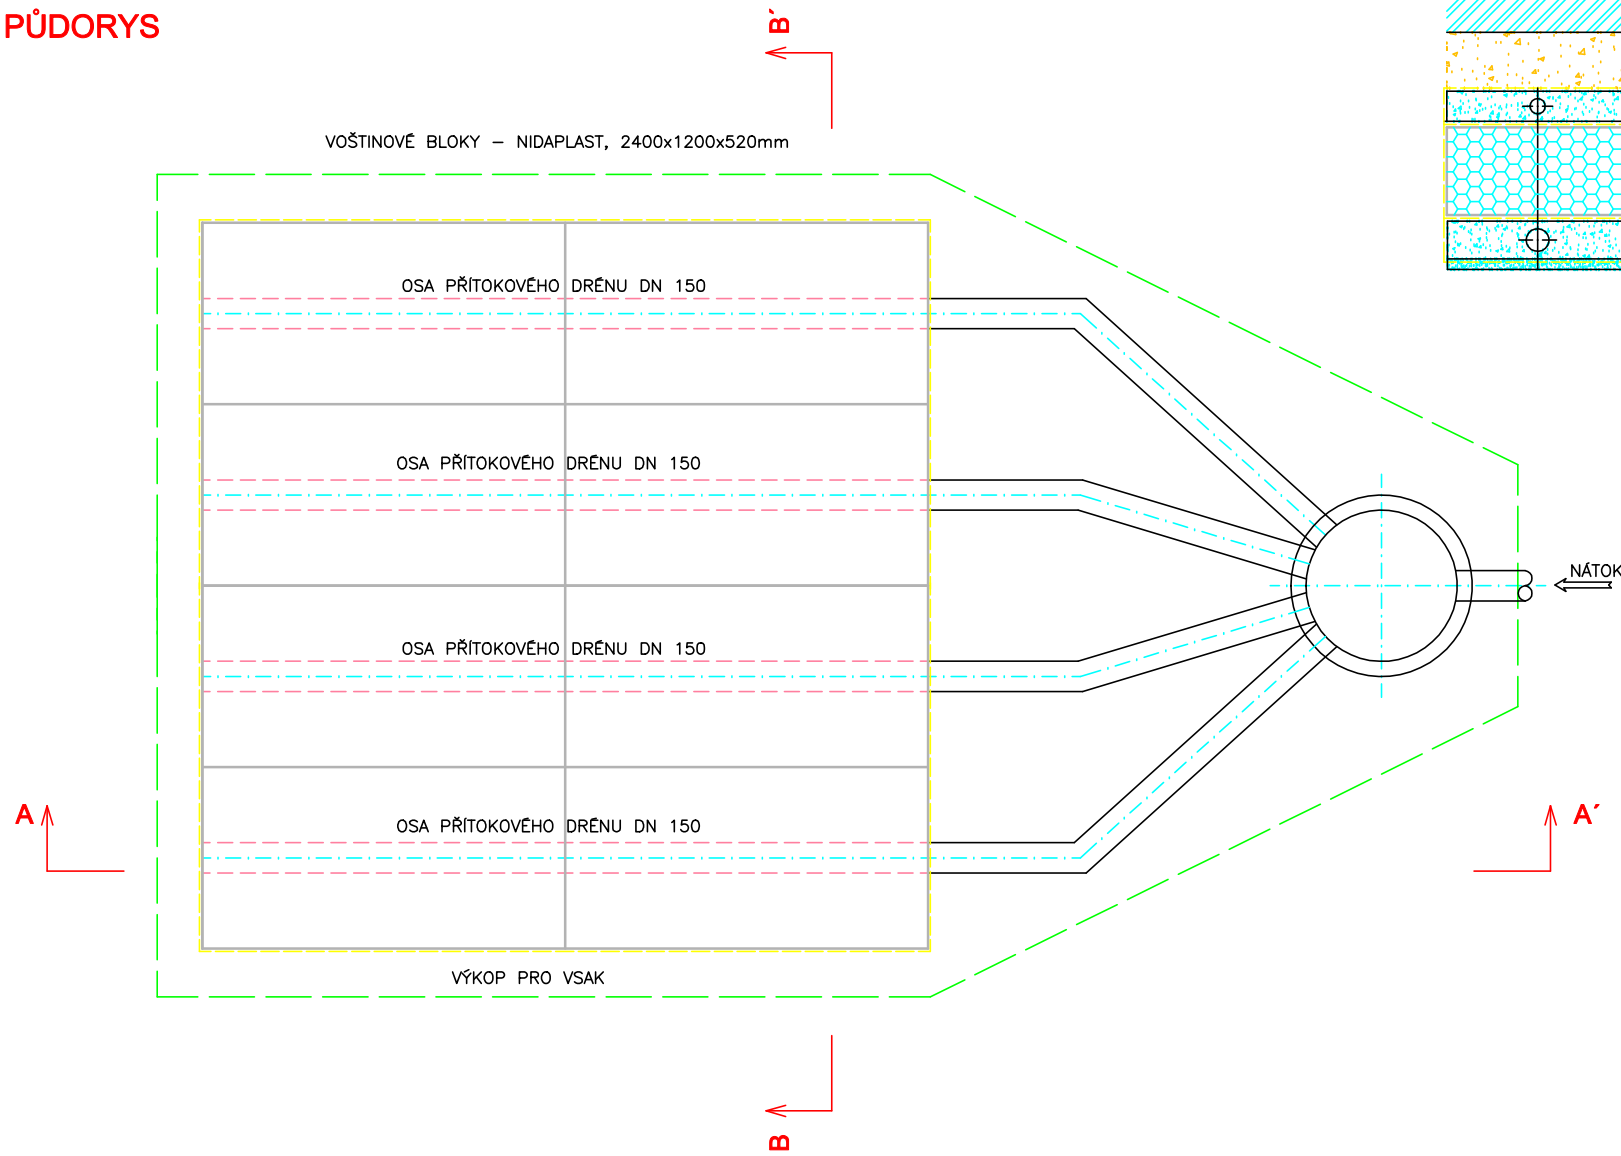 PŮDORYS
B´
VOŠTINOVÉ BLOKY – NIDAPLAST, 2400x1200x520mm
OSA PŘÍTOKOVÉHO DRÉNU DN 150
OSA PŘÍTOKOVÉHO DRÉNU DN 150
NÁTOK
OSA PŘÍTOKOVÉHO DRÉNU DN 150
A
A´
OSA PŘÍTOKOVÉHO DRÉNU DN 150
VÝKOP PRO VSAK
B